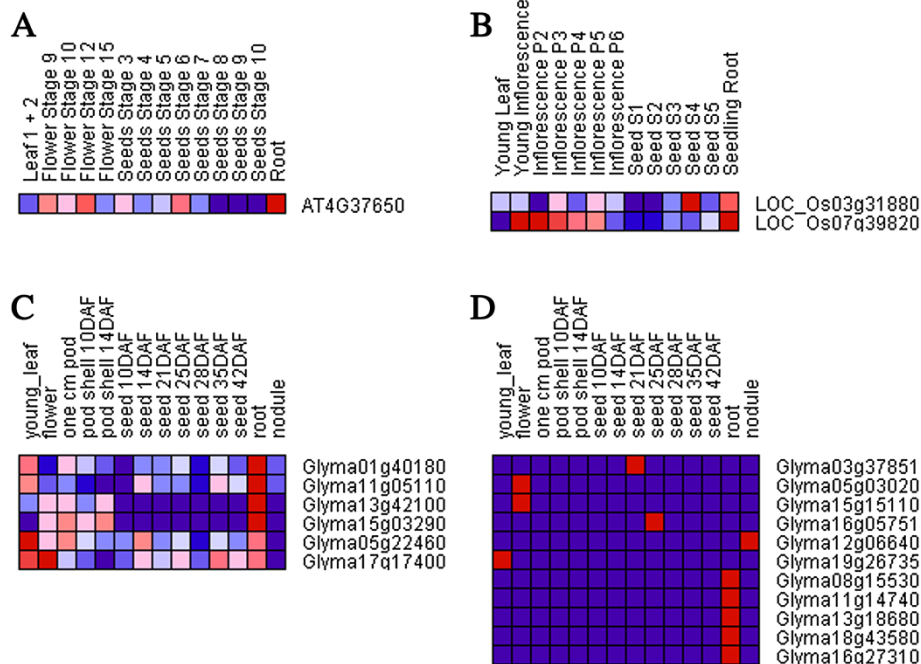 A
Leaf 1 + 2
Flower Stage 9
Flower Stage 10
Flower Stage 12
Flower Stage 15
Seeds Stage 3
Seeds Stage 4
Seeds Stage 5
Seeds Stage 6
Seeds Stage 7
Seeds Stage 8
Seeds Stage 9
Seeds Stage 10
Root
AT4G37650
B
Young Leaf
Young Inflorescence
Inflorescence P2
Inflorescence P3
Inflorescence P4
Inflorescence P5
Inflorescence P6
Seed S1
Seed S2
Seed S3
Seed S4
Seed S5
Seedling Root
LOC_Os03g31880
LOC_Os07g39820
C
young_leaf
flower
one cm pod
pod shell 10DAF
pod shell 14DAF
seed 10DAF
seed 14DAF
seed 21DAF
seed 25DAF
seed 28DAF
seed 35DAF
seed 42DAF
root
nodule
Glyma01g40180
Glyma11g05110
Glyma13g42100
Glyma15g03290
Glyma05g22460
Glyma17g17400
D
young_leaf
flower
one cm pod
pod shell 10DAF
pod shell 14DAF
seed 10DAF
seed 14DAF
seed 21DAF
seed 25DAF
seed 28DAF
seed 35DAF
seed 42DAF
root
nodule
Glyma03g37851
Glyma05g03020
Glyma15g15110
Glyma16g05751
Glyma12g06640
Glyma19g26735
Glyma08g15530
Glyma11g14740
Glyma13g18680
Glyma18g43580
Glyma16g27310